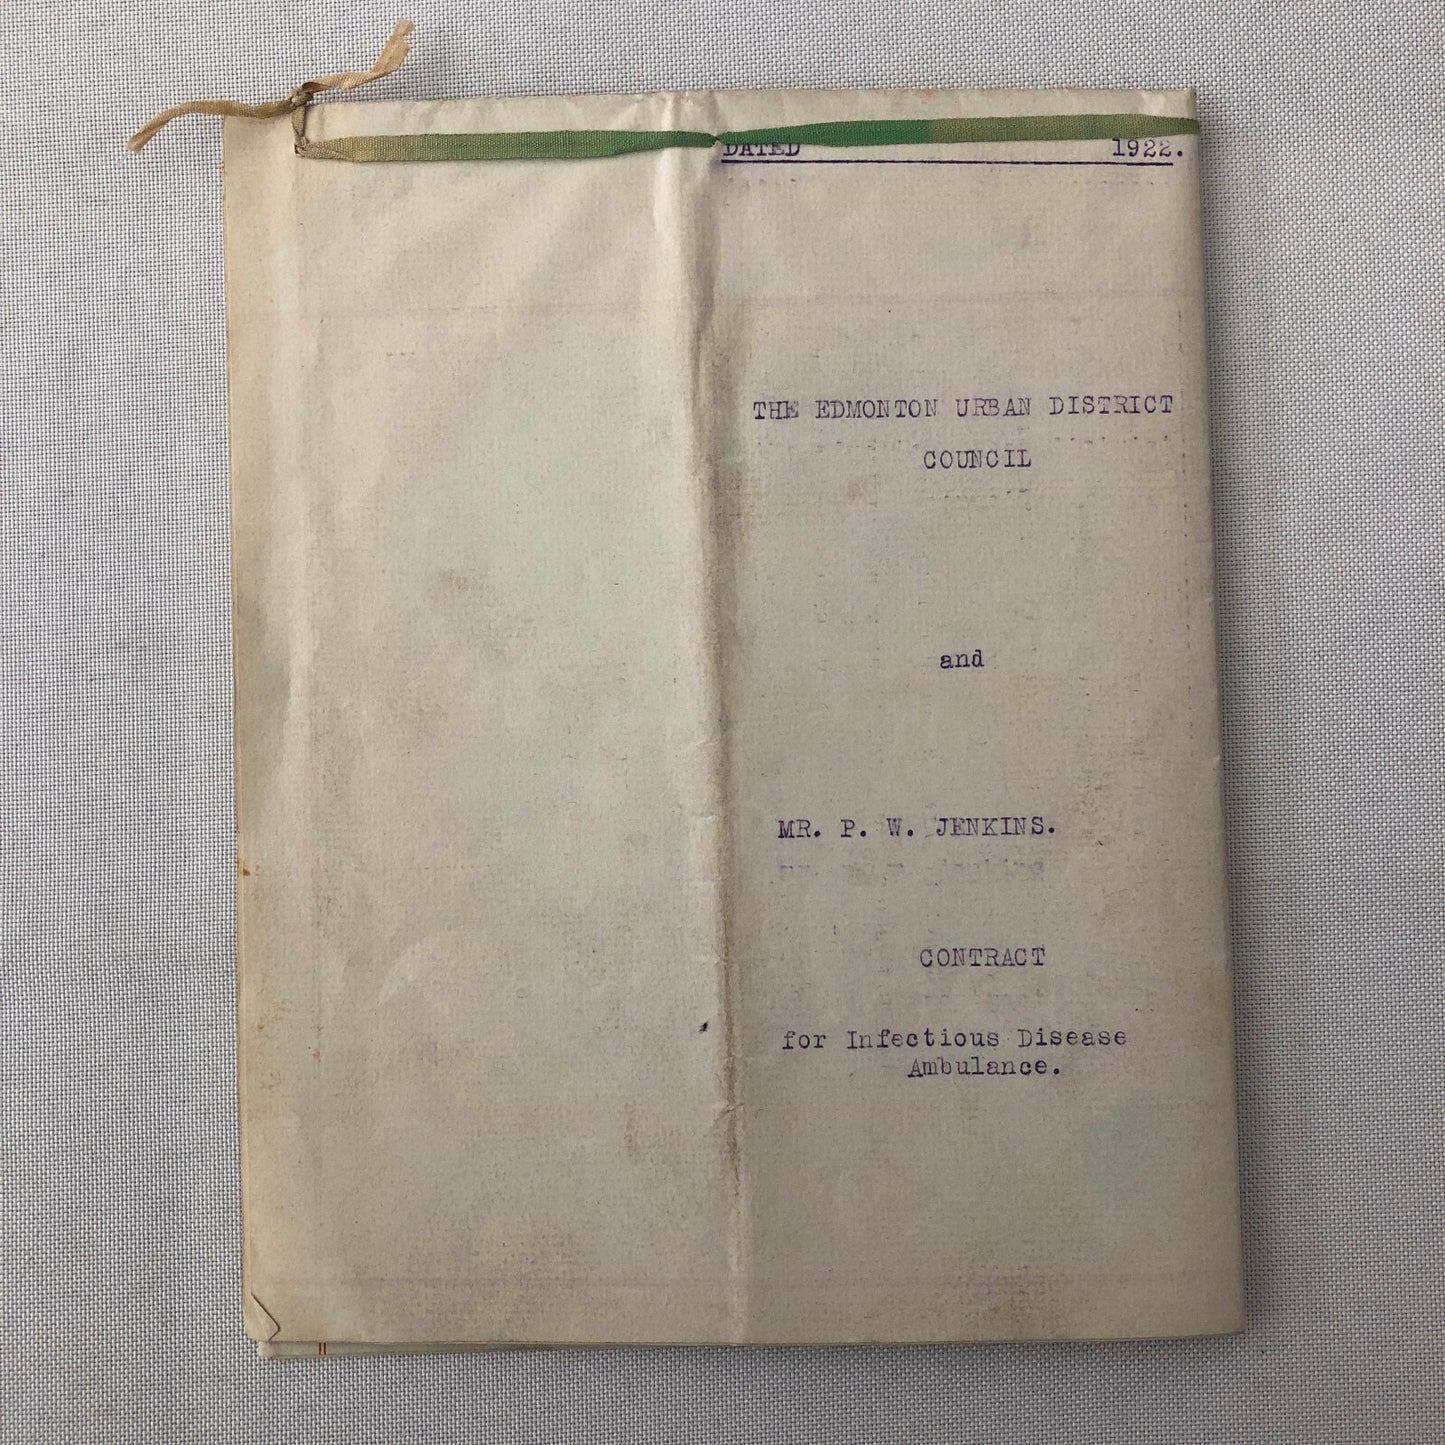 DATED 1922.
THE EDMONTON URBAN DISTRICT
COUNCIL
and
MR. P. W. JENKINS.
CONTRACT
for Infectious Disease
Ambulance.